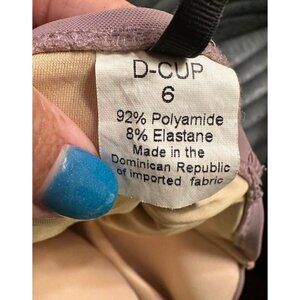 D-CUP
6
92% Polyamide
8% Elastane
Made in the
Dominican Republic
of imported fabric